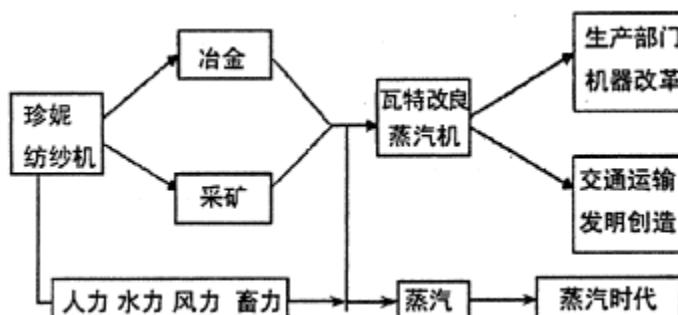 冶金
珍妮
纺纱机
采矿
瓦特改良
蒸汽机
生产部门
机器改革
交通运输
发明创造
人力 水力 风力 畜力
蒸汽
蒸汽时代